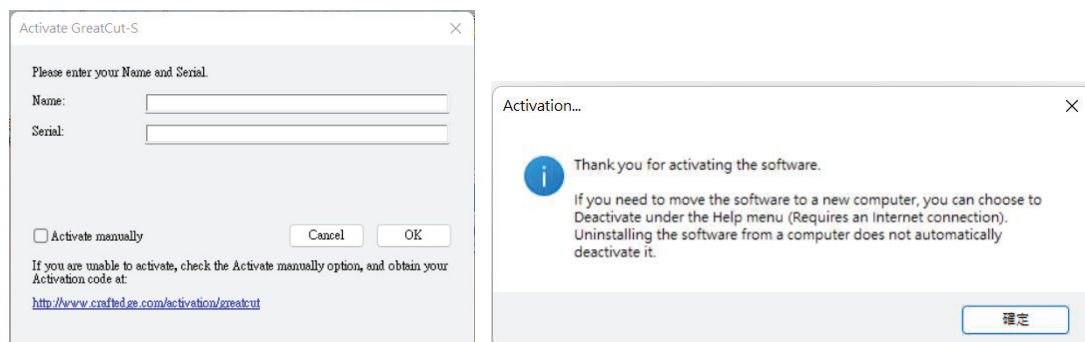 Activate GreatCut-S
Please enter your Name and Serial.
Name:
Serial:
Activate manually
Cancel
OK
If you are unable to activate, check the Activate manually option, and obtain your
Activation code at:
http://www.craftedge.com/activation/greatcut
Activation...
Thank you for activating the software.
If you need to move the software to a new computer, you can choose to
Deactivate under the Help menu (Requires an Internet connection).
Uninstalling the software from a computer does not automatically
deactivate it.
確定